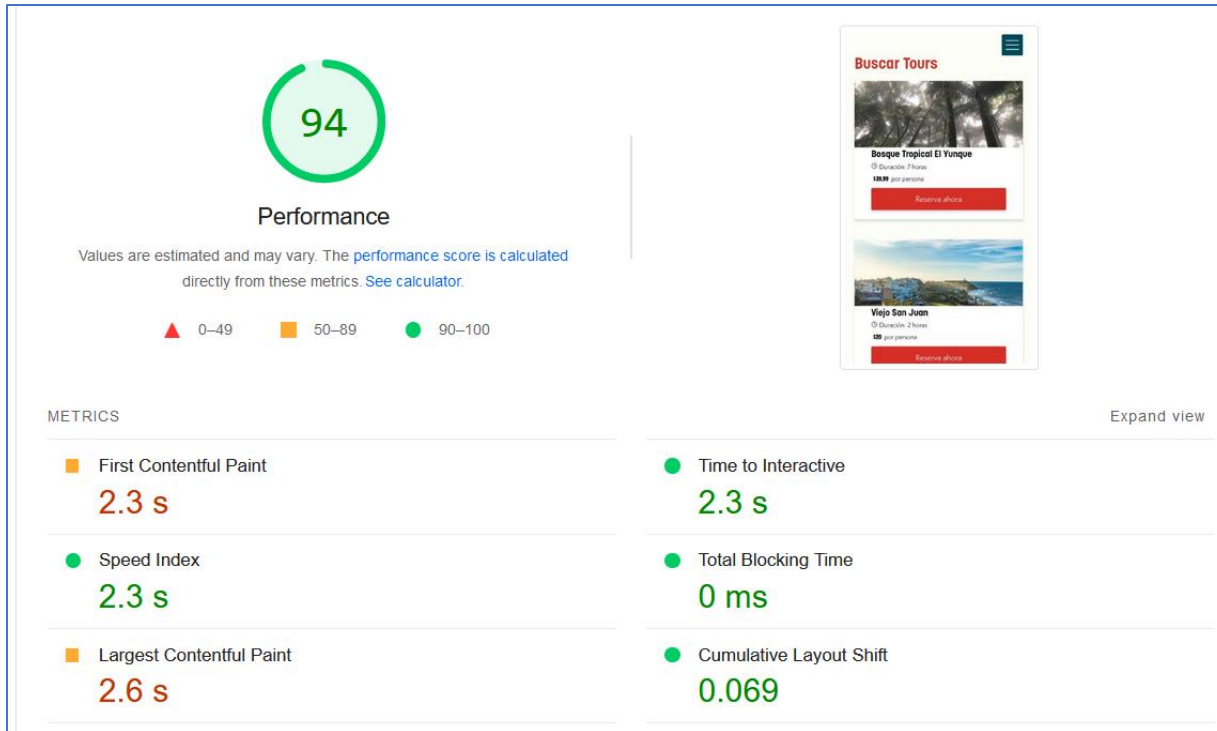 94
Performance
Values are estimated and may vary. The performance score is calculated
directly from these metrics. See calculator.
0–49
50–89
90–100
Buscar Tours
Bosque Tropical El Yunque
Duración: 7 horas
$39.99 por persona
Reserva ahora
Viejo San Juan
Duración: 2 horas
$20 por persona
Reserva ahora
METRICS
Expand view
First Contentful Paint
2.3 s
Time to Interactive
2.3 s
Speed Index
2.3 s
Total Blocking Time
0 ms
Largest Contentful Paint
2.6 s
Cumulative Layout Shift
0.069